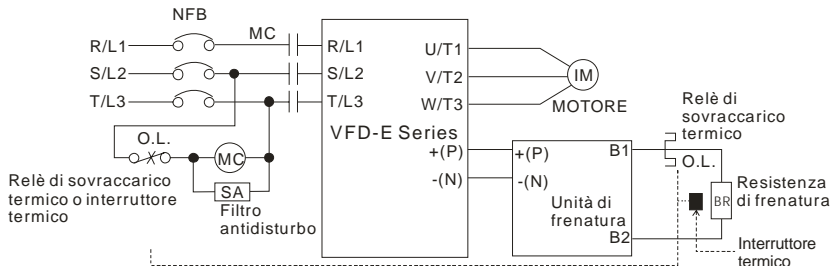 NFB
MC
R/L1
S/L2
T/L3
R/L1
S/L2
T/L3
U/T1
V/T2
W/T3
IM
MOTORE
VFD-E Series
+(P)
-(N)
+(P)
-(N)
B1
B2
Unità di
frenatura
Relè di
sovraccarico
termico
O.L.
BR
Resistenza
di frenatura
Interruttore
termico
O.L.
MC
SA
Filtro
antidisturbo
Relè di sovraccarico
termico o interruttore
termico